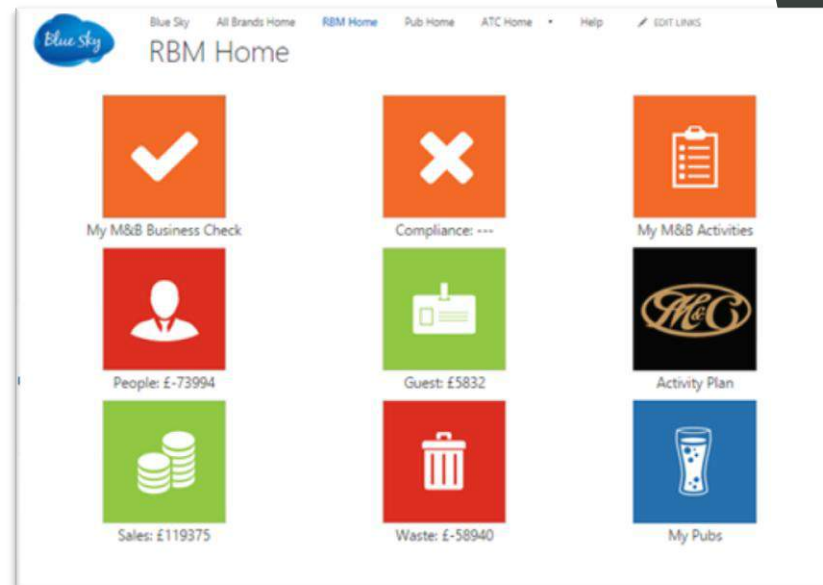 Blue Sky
Blue Sky All Brands Home RBM Home Pub Home ATC Home Help EDIT LINKS
RBM Home
My M&B Business Check Compliance: --- My M&B Activities
M&C
People: £-73994 Guest: £5832 Activity Plan
Sales: £119375 Waste: £-58940 My Pubs